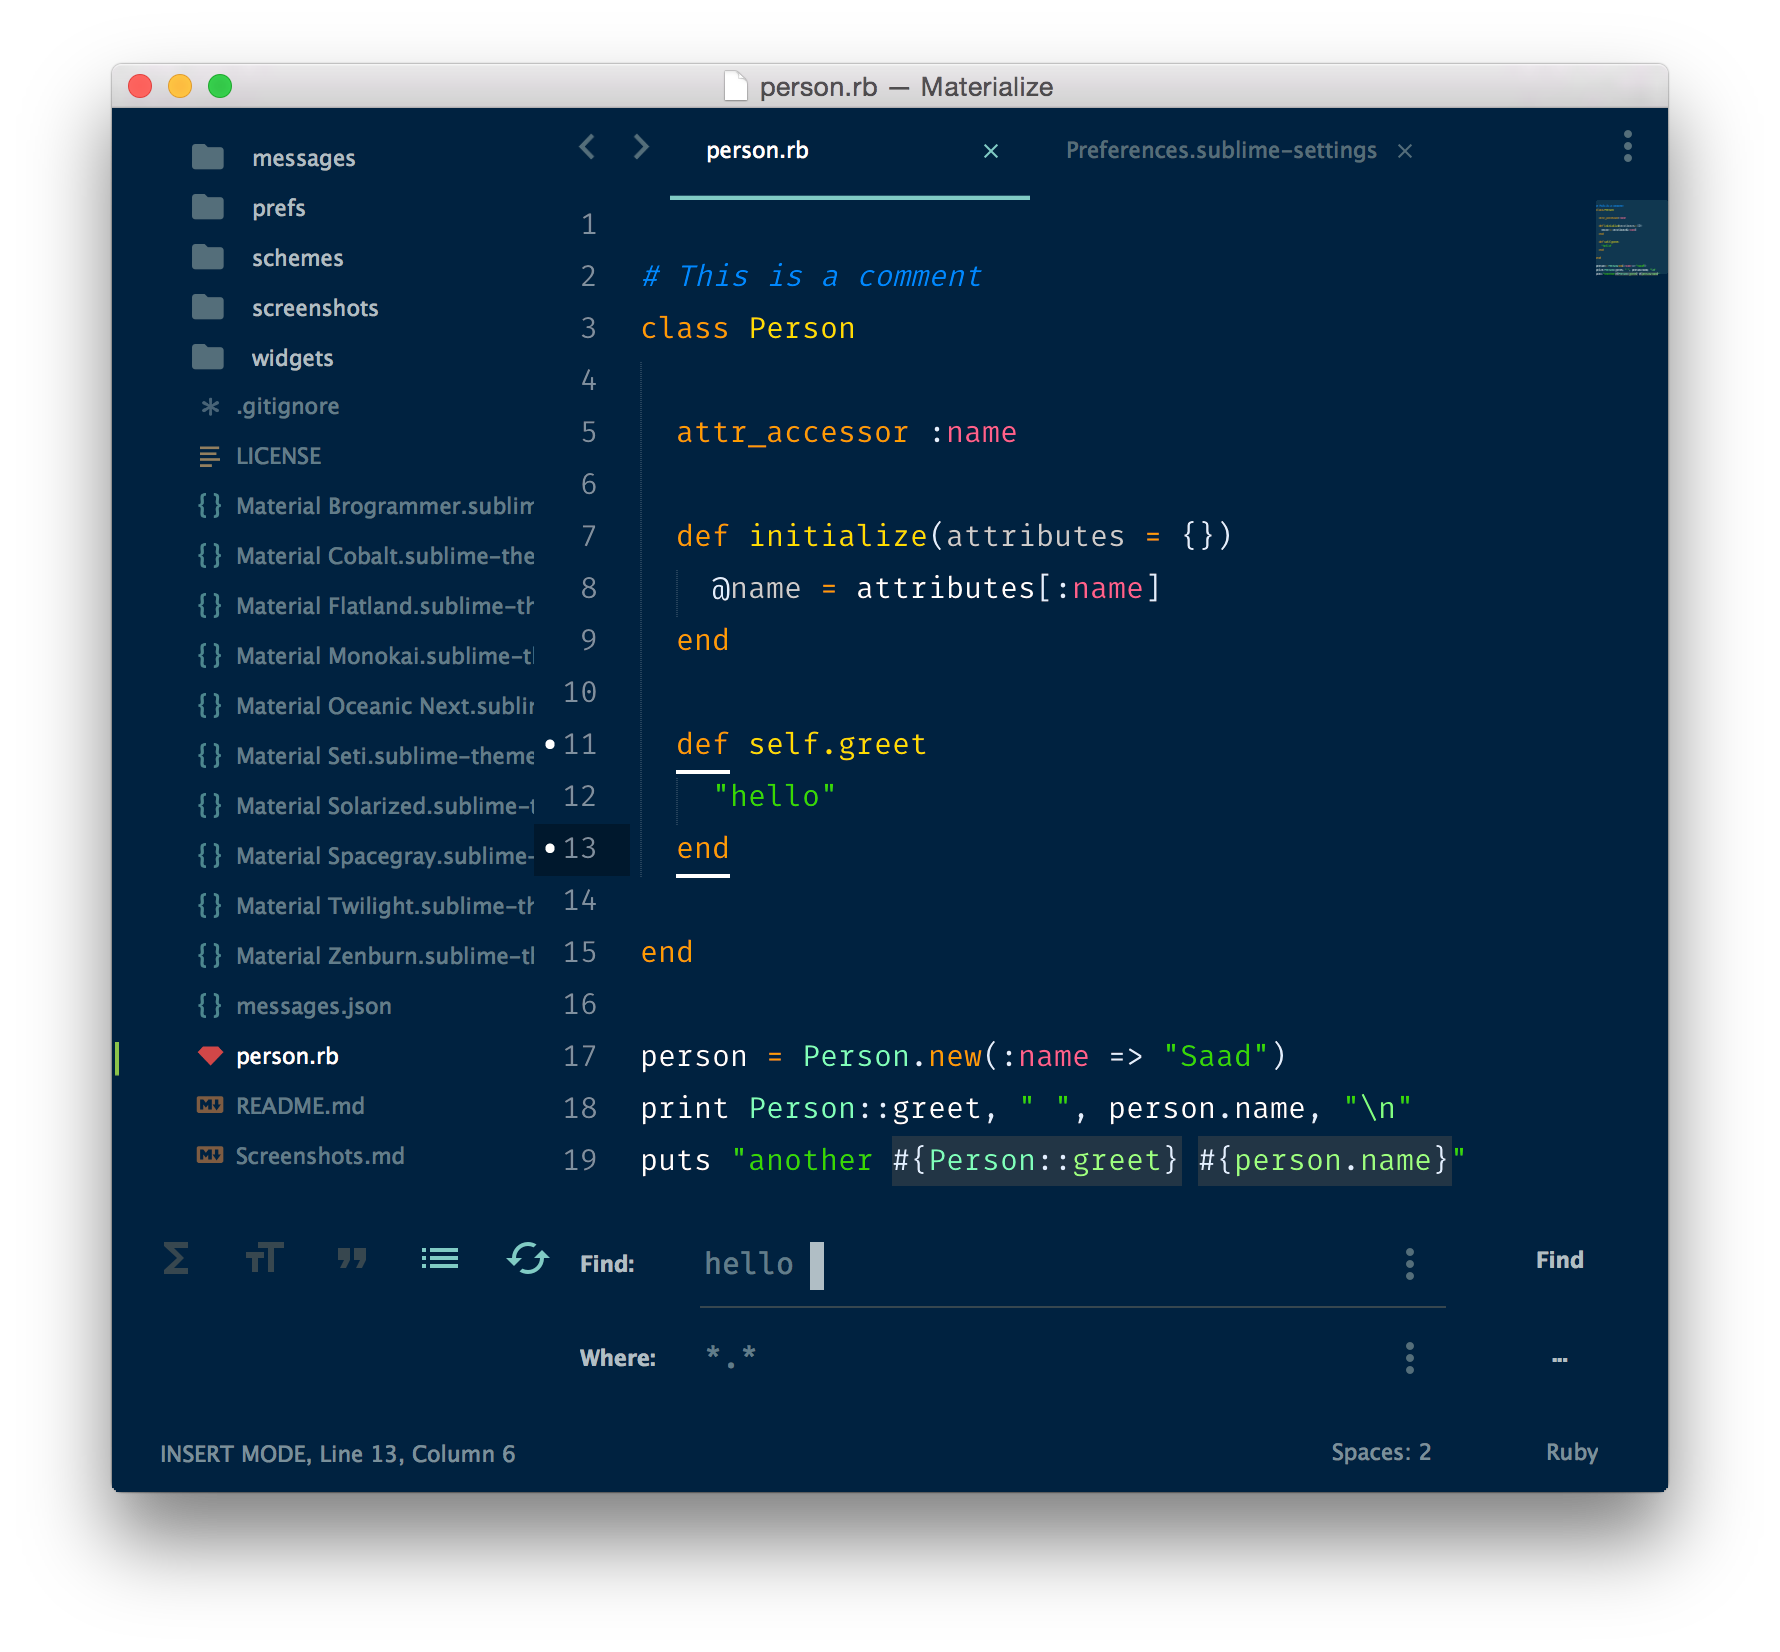 person.rb — Materialize
messages
prefs
schemes
screenshots
widgets
.gitignore
LICENSE
Material Brogrammer.sublim
Material Cobalt.sublime-the
Material Flatland.sublime-th
Material Monokai.sublime-tl
Material Oceanic Next.sublin
Material Seti.sublime-theme
Material Solarized.sublime-t
Material Spacegray.sublime-
Material Twilight.sublime-th
Material Zenburn.sublime-tl
messages.json
person.rb
README.md
Screenshots.md
person.rb × Preferences.sublime-settings ×
1
2 # This is a comment
3 class Person
4
5 attr_accessor :name
6
7 def initialize(attributes = {})
8 @name = attributes[:name]
9 end
10
11 def self.greet
12 "hello"
13 end
14
15 end
16
17 person = Person.new(:name => "Saad")
18 print Person::greet, " ", person.name, "\n"
19 puts "another #{Person::greet} #{person.name}"
Find: hello Find
Where: *.* ...
INSERT MODE, Line 13, Column 6 Spaces: 2 Ruby